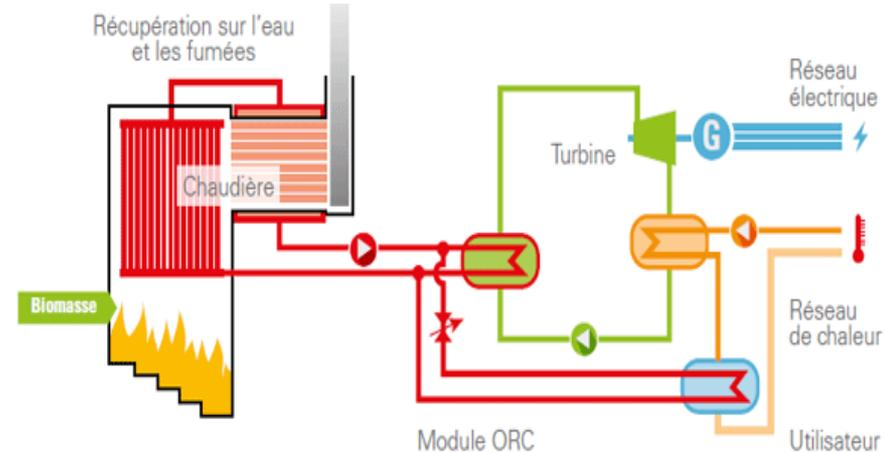 Récupération sur l'eau
et les fumées
Réseau
électrique
G
Turbine
Chaudière
Biomasse
Réseau
de chaleur
Module ORC
Utilisateur